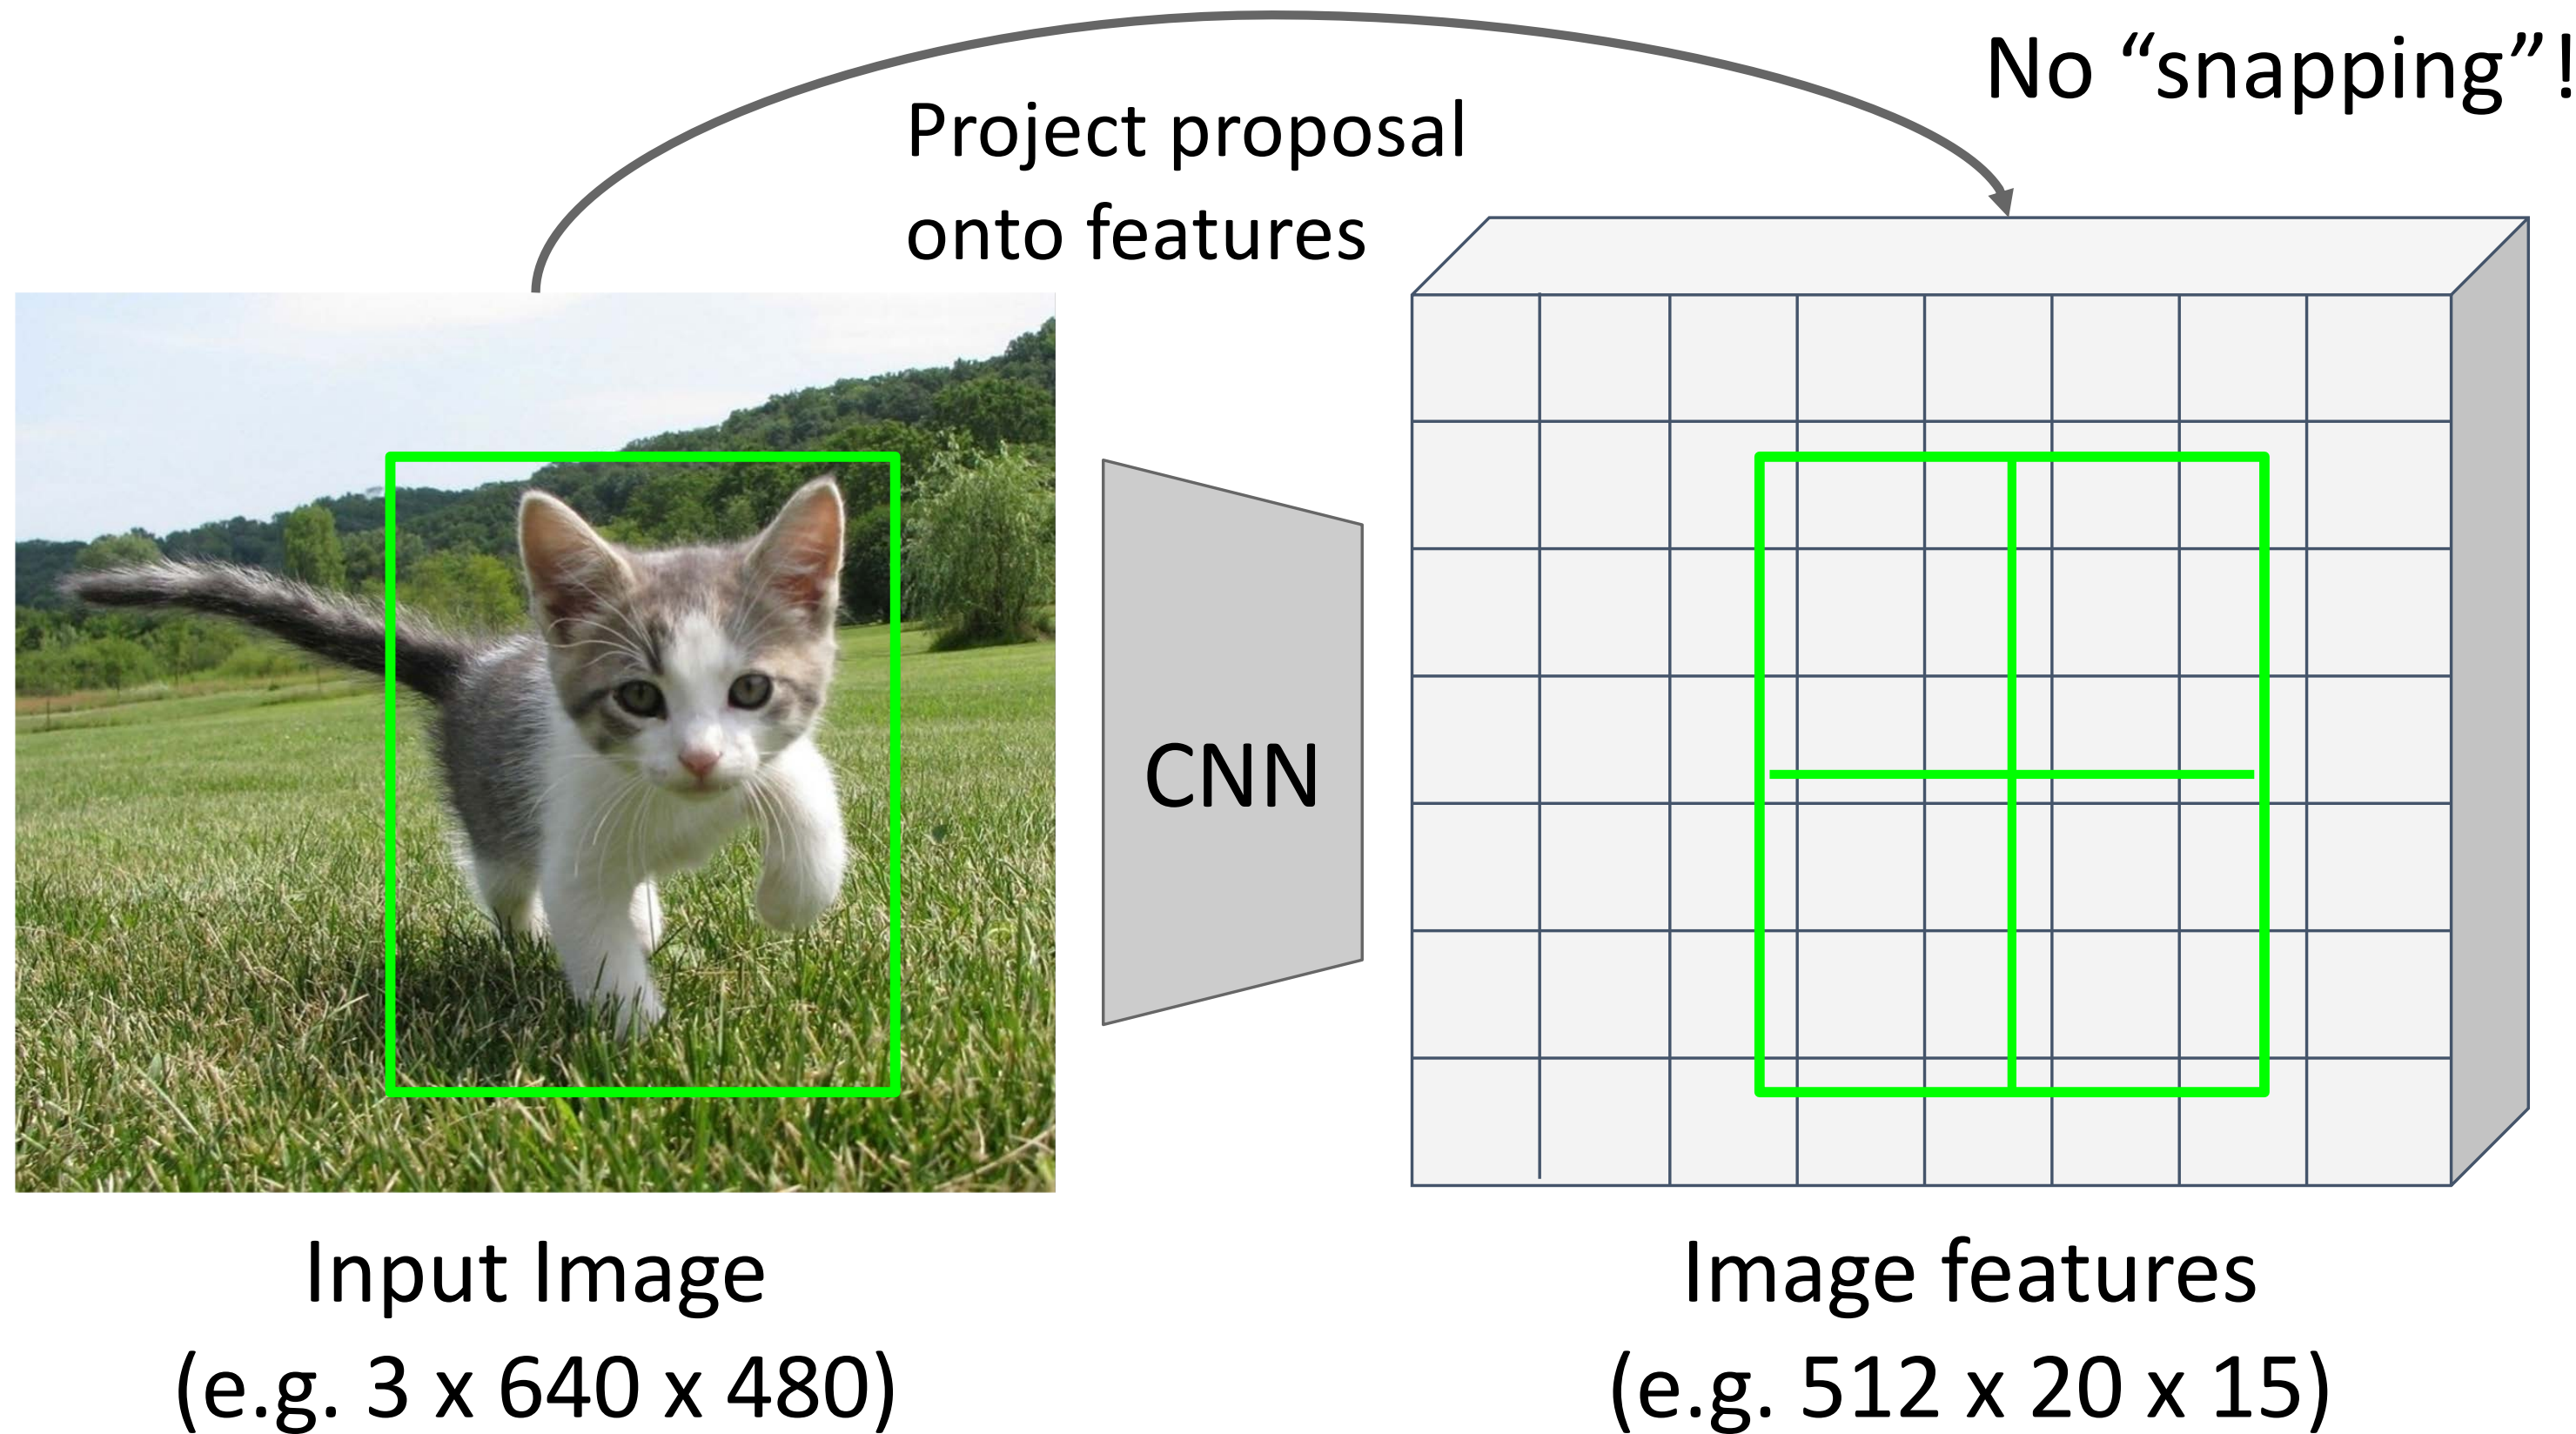 No “snapping”!
Project proposal
onto features
CNN
Input Image
(e.g. 3 x 640 x 480)
Image features
(e.g. 512 x 20 x 15)